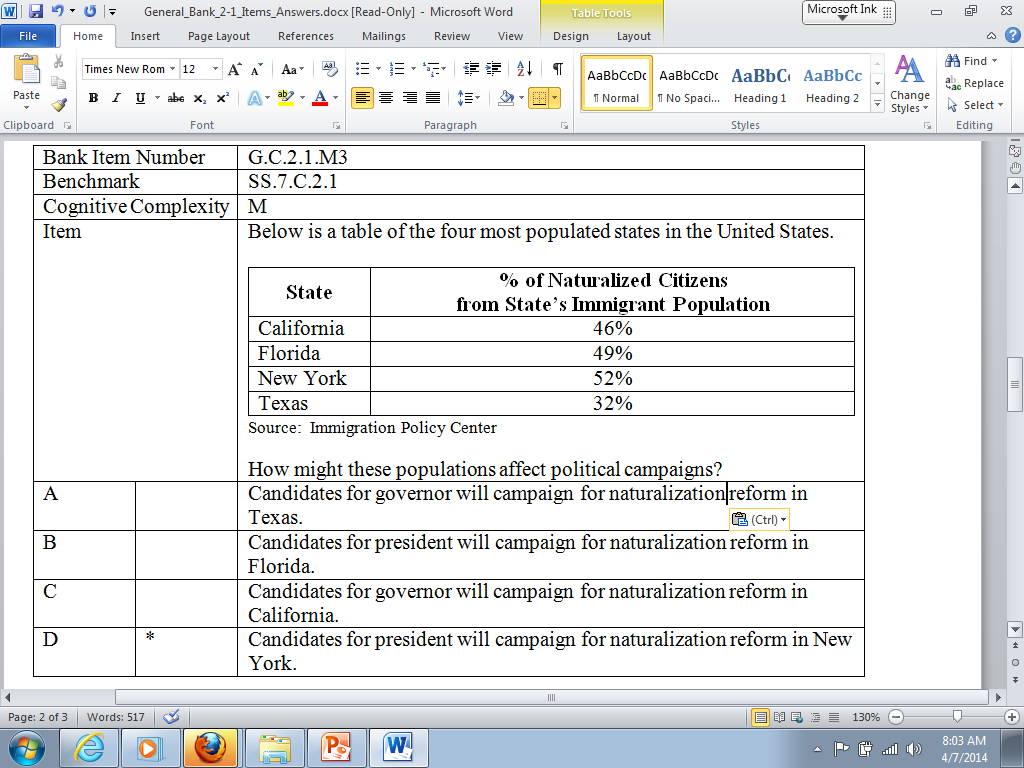 General_Bank_2-1_Items_Answers.docx [Read-Only] - Microsoft Word
Table Tools
Microsoft Ink
File Home Insert Page Layout References Mailings Review View Design Layout
Paste
Times New Rom 12
AaBbCcDc AaBbCcDc AaBbC AaBbCc
¶ Normal ¶ No Spaci... Heading 1 Heading 2
Change Styles
Find
Replace
Select
Clipboard Font Paragraph Styles Editing
Bank Item Number G.C.2.1.M3
Benchmark SS.7.C.2.1
Cognitive Complexity M
Item Below is a table of the four most populated states in the United States.
State % of Naturalized Citizens
from State's Immigrant Population
California 46%
Florida 49%
New York 52%
Texas 32%
Source: Immigration Policy Center
How might these populations affect political campaigns?
A Candidates for governor will campaign for naturalization reform in
Texas.
(Ctrl)
B Candidates for president will campaign for naturalization reform in
Florida.
C Candidates for governor will campaign for naturalization reform in
California.
D * Candidates for president will campaign for naturalization reform in New
York.
Page: 2 of 3 Words: 517 130%
8:03 AM
4/7/2014